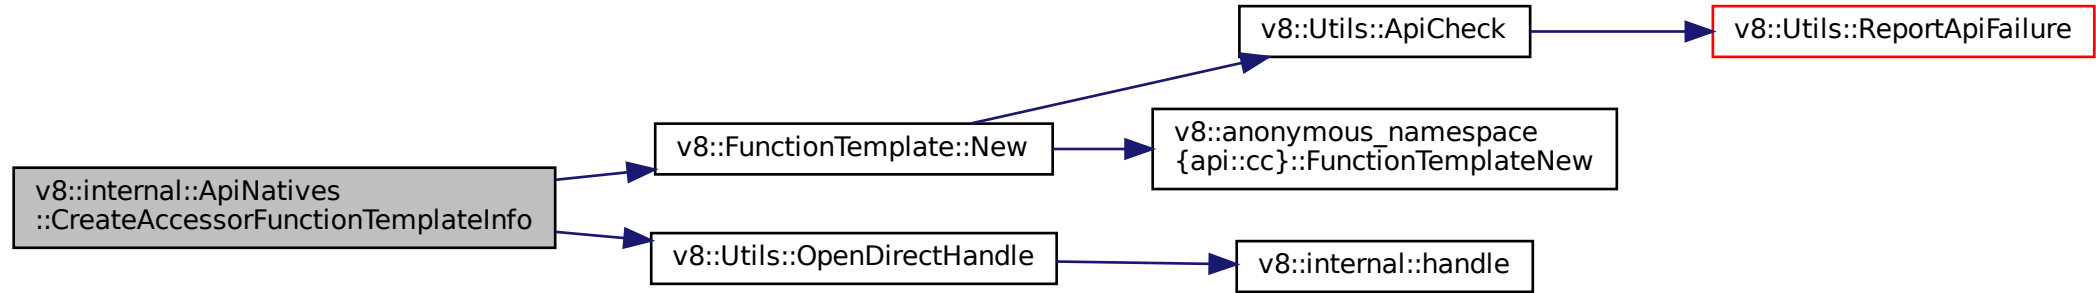 v8::internal::ApiNatives
::CreateAccessorFunctionTemplateInfo
v8::FunctionTemplate::New
v8::Utils::OpenDirectHandle
v8::Utils::ApiCheck
v8::anonymous_namespace
{api::cc}::FunctionTemplateNew
v8::internal::handle
v8::Utils::ReportApiFailure